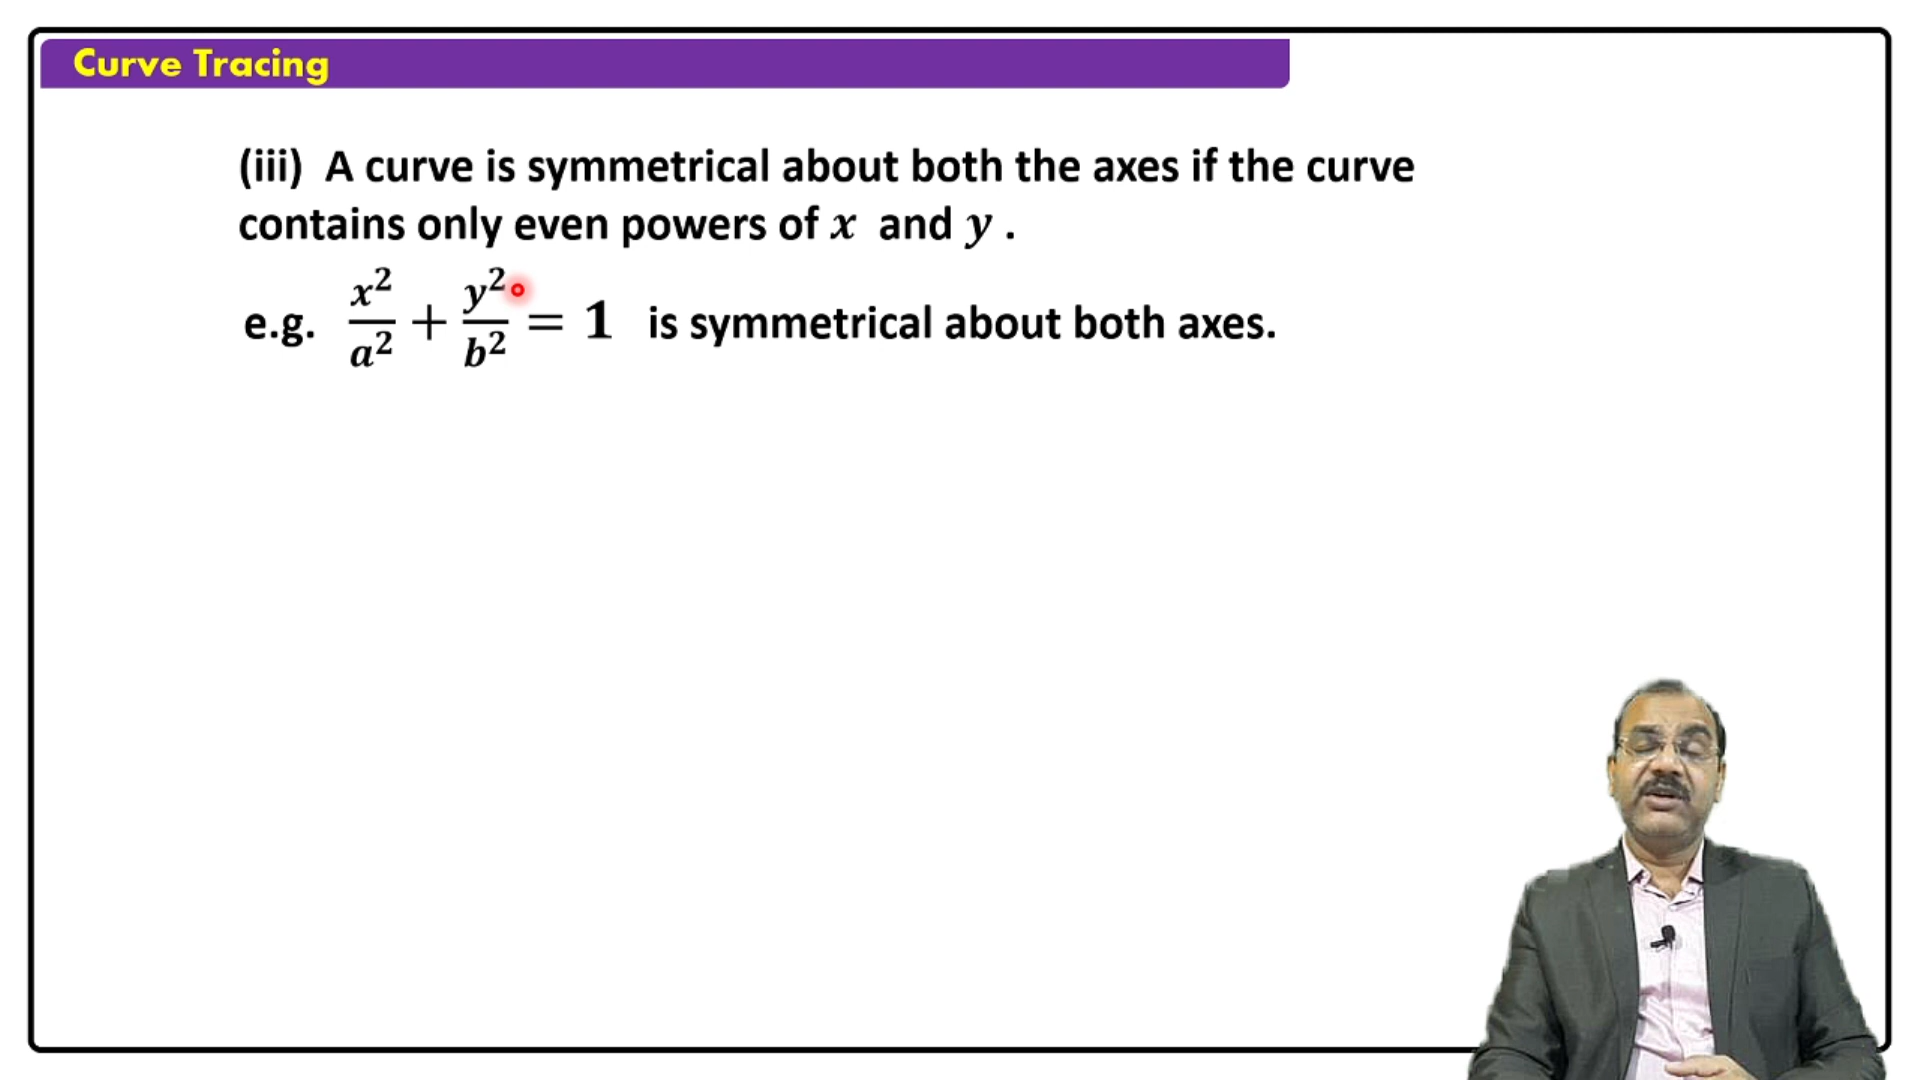 Curve Tracing
(iii) A curve is symmetrical about both the axes if the curve
contains only even powers of x and y .
e.g. x²/a² + y²/b² = 1 is symmetrical about both axes.